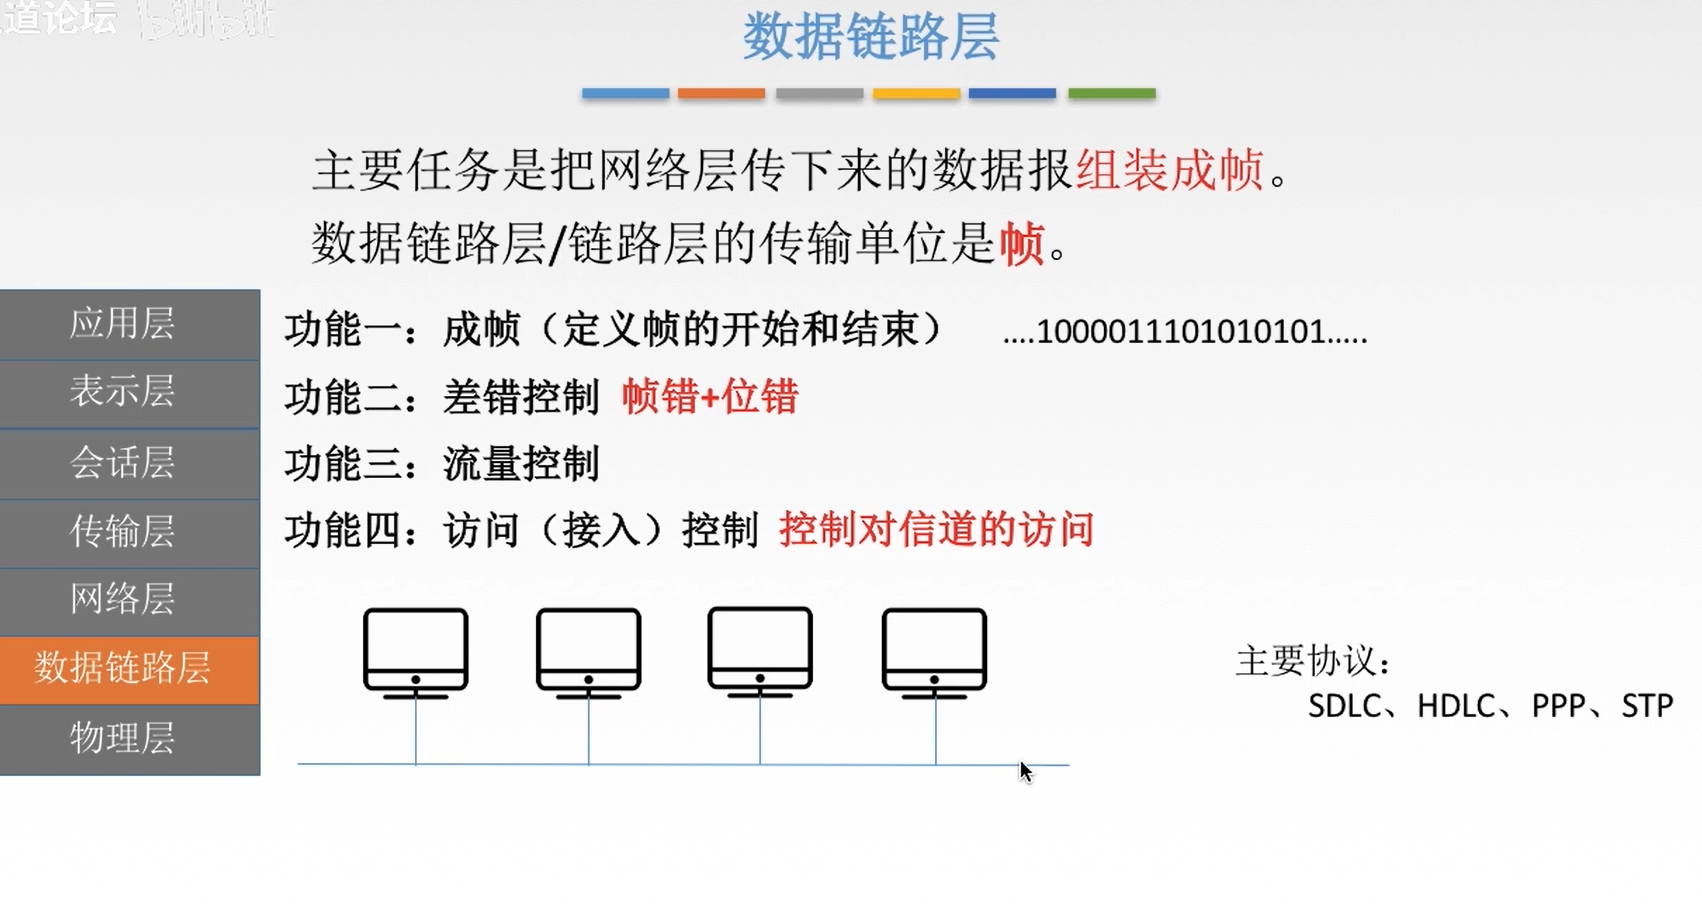 道论坛 bilibili
数据链路层
主要任务是把网络层传下来的数据报组装成帧。
数据链路层/链路层的传输单位是帧。
应用层
表示层
会话层
传输层
网络层
数据链路层
物理层
功能一：成帧（定义帧的开始和结束） ....1000011101010101.....
功能二：差错控制 帧错+位错
功能三：流量控制
功能四：访问（接入）控制 控制对信道的访问
主要协议：
SDLC、HDLC、PPP、STP